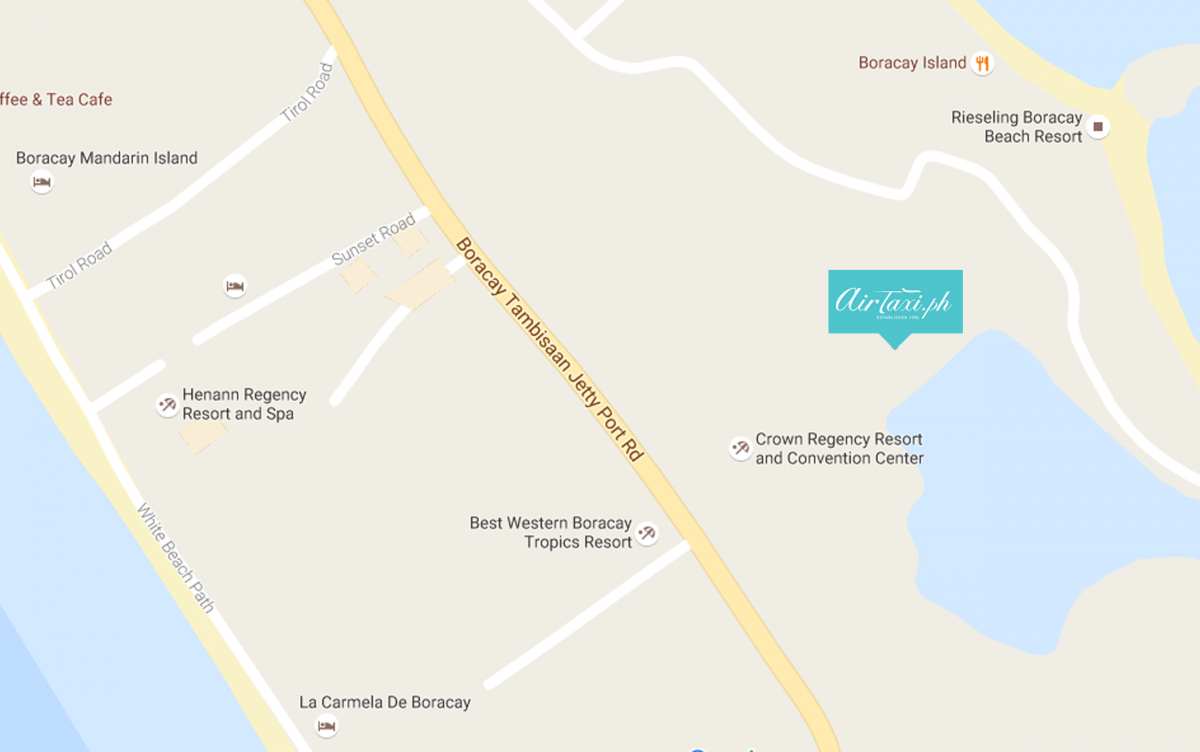 Boracay Island
ffee & Tea Cafe
Tirol Road
Rieseling Boracay
Beach Resort
Boracay Mandarin Island
Sunset Road
Tirol Road
Boracay Tambisaan Jetty Port Rd
airTaxi.ph
ESTABLISHED 1996
Henann Regency
Resort and Spa
Crown Regency Resort
and Convention Center
Best Western Boracay
Tropics Resort
White Beach Path
La Carmela De Boracay